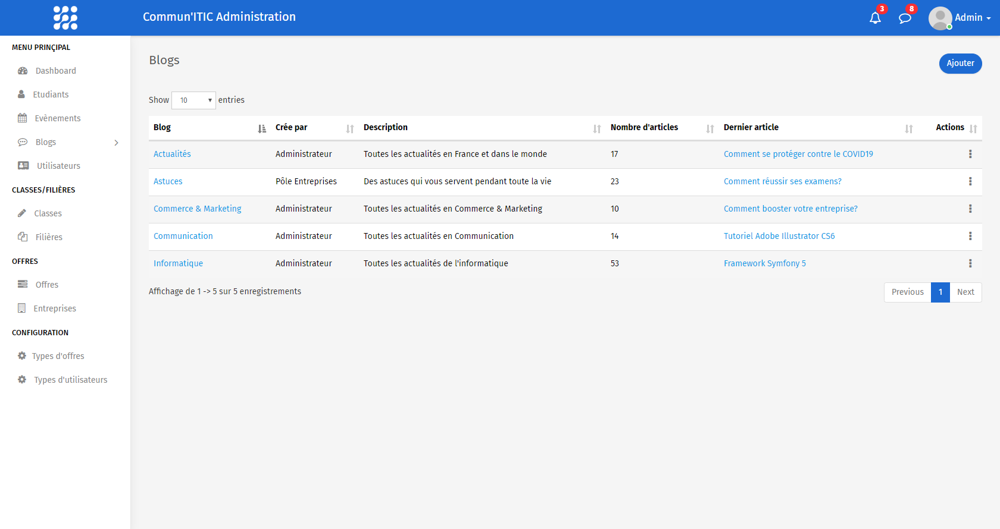 Commun'ITIC Administration
3
8
Admin
MENU PRINÇIPAL
Dashboard
Etudiants
Evènements
Blogs
Utilisateurs
CLASSES/FILIÈRES
Classes
Filières
OFFRES
Offres
Entreprises
CONFIGURATION
Types d'offres
Types d'utilisateurs
Blogs
Ajouter
Show 10 entries
Blog Crée par Description Nombre d'articles Dernier article Actions
Actualités Administrateur Toutes les actualités en France et dans le monde 17 Comment se protéger contre le COVID19
Astuces Pôle Entreprises Des astuces qui vous servent pendant toute la vie 23 Comment réussir ses examens?
Commerce & Marketing Administrateur Toutes les actualités en Commerce & Marketing 10 Comment booster votre entreprise?
Communication Administrateur Toutes les actualités en Communication 14 Tutoriel Adobe Illustrator CS6
Informatique Administrateur Toutes les actualités de l'informatique 53 Framework Symfony 5
Affichage de 1 -> 5 sur 5 enregistrements
Previous 1 Next